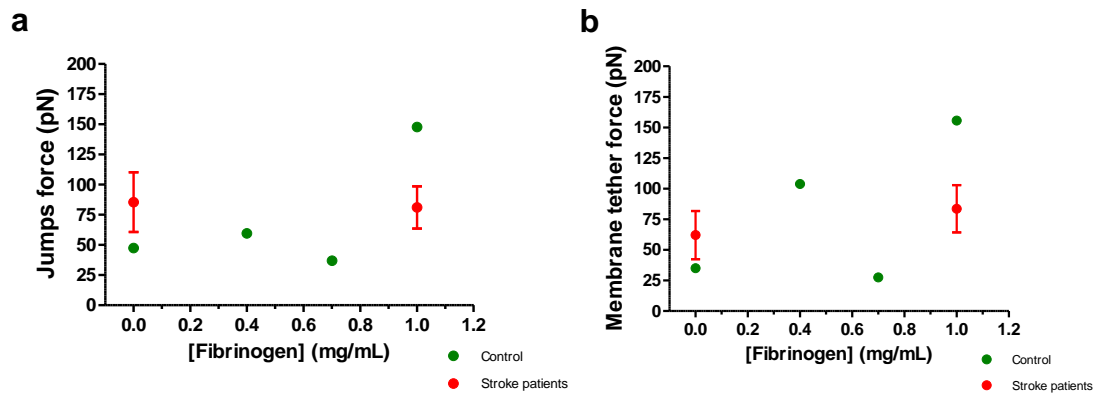 a
Jumps force (pN)
200
175
150
125
100
75
50
25
0
0.0 0.2 0.4 0.6 0.8 1.0 1.2
[Fibrinogen] (mg/mL)
Control
Stroke patients
b
Membrane tether force (pN)
200
175
150
125
100
75
50
25
0
0.0 0.2 0.4 0.6 0.8 1.0 1.2
[Fibrinogen] (mg/mL)
Control
Stroke patients